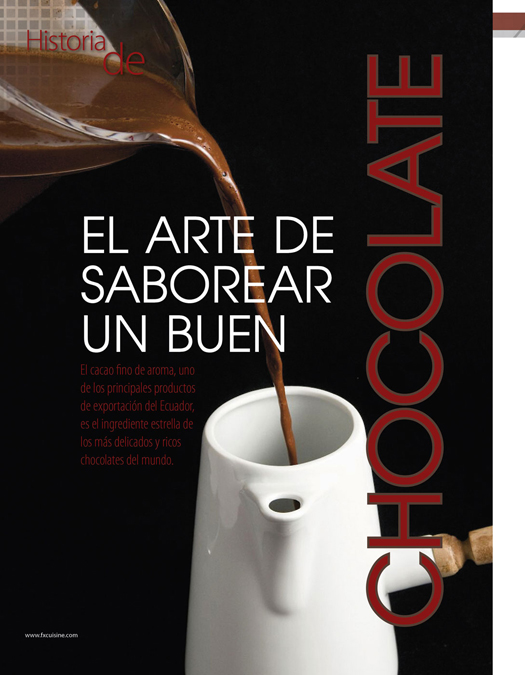 Historia
de
EL ARTE DE
SABOREAR
UN BUEN
CHOCOLATE
El cacao fino de aroma, uno
de los principales productos
de exportación del Ecuador,
es el ingrediente estrella de
los más delicados y ricos
chocolates del mundo.
www.fxcuisine.com